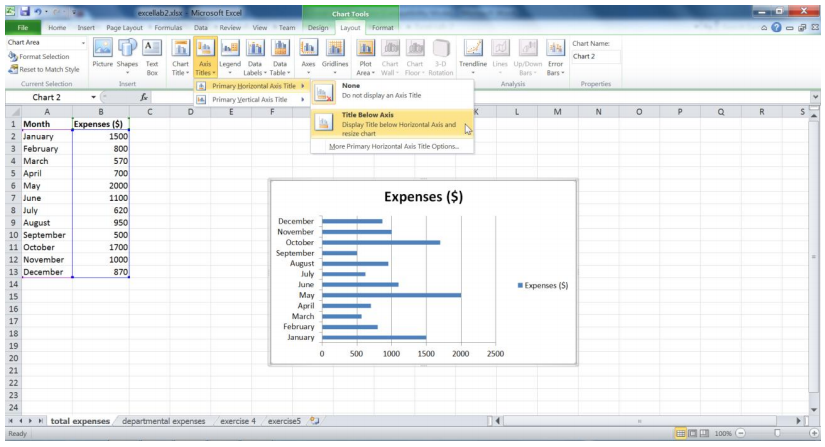 excellab2.xlsx - Microsoft Excel
Chart Tools
File Home Insert Page Layout Formulas Data Review View Team Design Layout Format
Chart Area
Format Selection
Reset to Match Style
Current Selection
Picture Shapes Text Box
Insert
Chart Title Axis Titles Legend Data Labels Data Table
Axes Gridlines
Plot Area Chart Wall Chart Floor 3-D Rotation
Trendline Lines Up/Down Bars Error Bars
Analysis
Chart Name:
Chart 2
Properties
Primary Horizontal Axis Title
Primary Vertical Axis Title
None
Do not display an Axis Title
Title Below Axis
Display Title below Horizontal Axis and
resize chart
More Primary Horizontal Axis Title Options...
Chart 2 fx
A B C D E F K L M N O P Q R S
1 Month Expenses ($)
2 January 1500
3 February 800
4 March 570
5 April 700
6 May 2000
7 June 1100
8 July 620
9 August 950
10 September 500
11 October 1700
12 November 1000
13 December 870
14
15
16
17
18
19
20
21
22
23
24
Expenses ($)
December
November
October
September
August
July
June
May
April
March
February
January
0 500 1000 1500 2000 2500
Expenses ($)
total expenses departmental expenses exercise 4 exercise5
Ready 100%